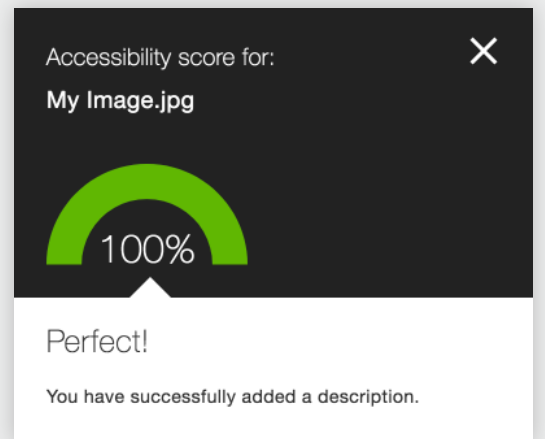 Accessibility score for:
My Image.jpg
100%
Perfect!
You have successfully added a description.